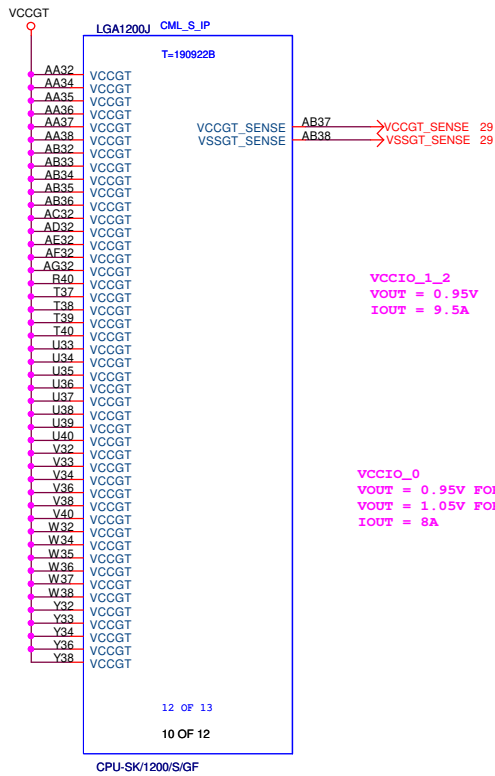 VCCGT
LGA1200J CML_S_IP
T=190922B
AA32 VCCGT
AA34 VCCGT
AA35 VCCGT
AA36 VCCGT
AA37 VCCGT
AA38 VCCGT
AB32 VCCGT
AB33 VCCGT
AB34 VCCGT
AB35 VCCGT
AB36 VCCGT
AC32 VCCGT
AD32 VCCGT
AE32 VCCGT
AF32 VCCGT
AG32 VCCGT
R40 VCCGT
T37 VCCGT
T38 VCCGT
T39 VCCGT
T40 VCCGT
U33 VCCGT
U34 VCCGT
U35 VCCGT
U36 VCCGT
U37 VCCGT
U38 VCCGT
U39 VCCGT
U40 VCCGT
V32 VCCGT
V33 VCCGT
V34 VCCGT
V36 VCCGT
V38 VCCGT
V40 VCCGT
W32 VCCGT
W34 VCCGT
W35 VCCGT
W36 VCCGT
W37 VCCGT
W38 VCCGT
Y32 VCCGT
Y33 VCCGT
Y34 VCCGT
Y36 VCCGT
Y38 VCCGT
VCCGT_SENSE AB37 VCCGT_SENSE 29
VSSGT_SENSE AB38 VSSGT_SENSE 29
VCCIO_1_2
VOUT = 0.95V
IOUT = 9.5A
VCCIO_0
VOUT = 0.95V FO
VOUT = 1.05V FO
IOUT = 8A
12 OF 13
10 OF 12
CPU-SK/1200/S/GF